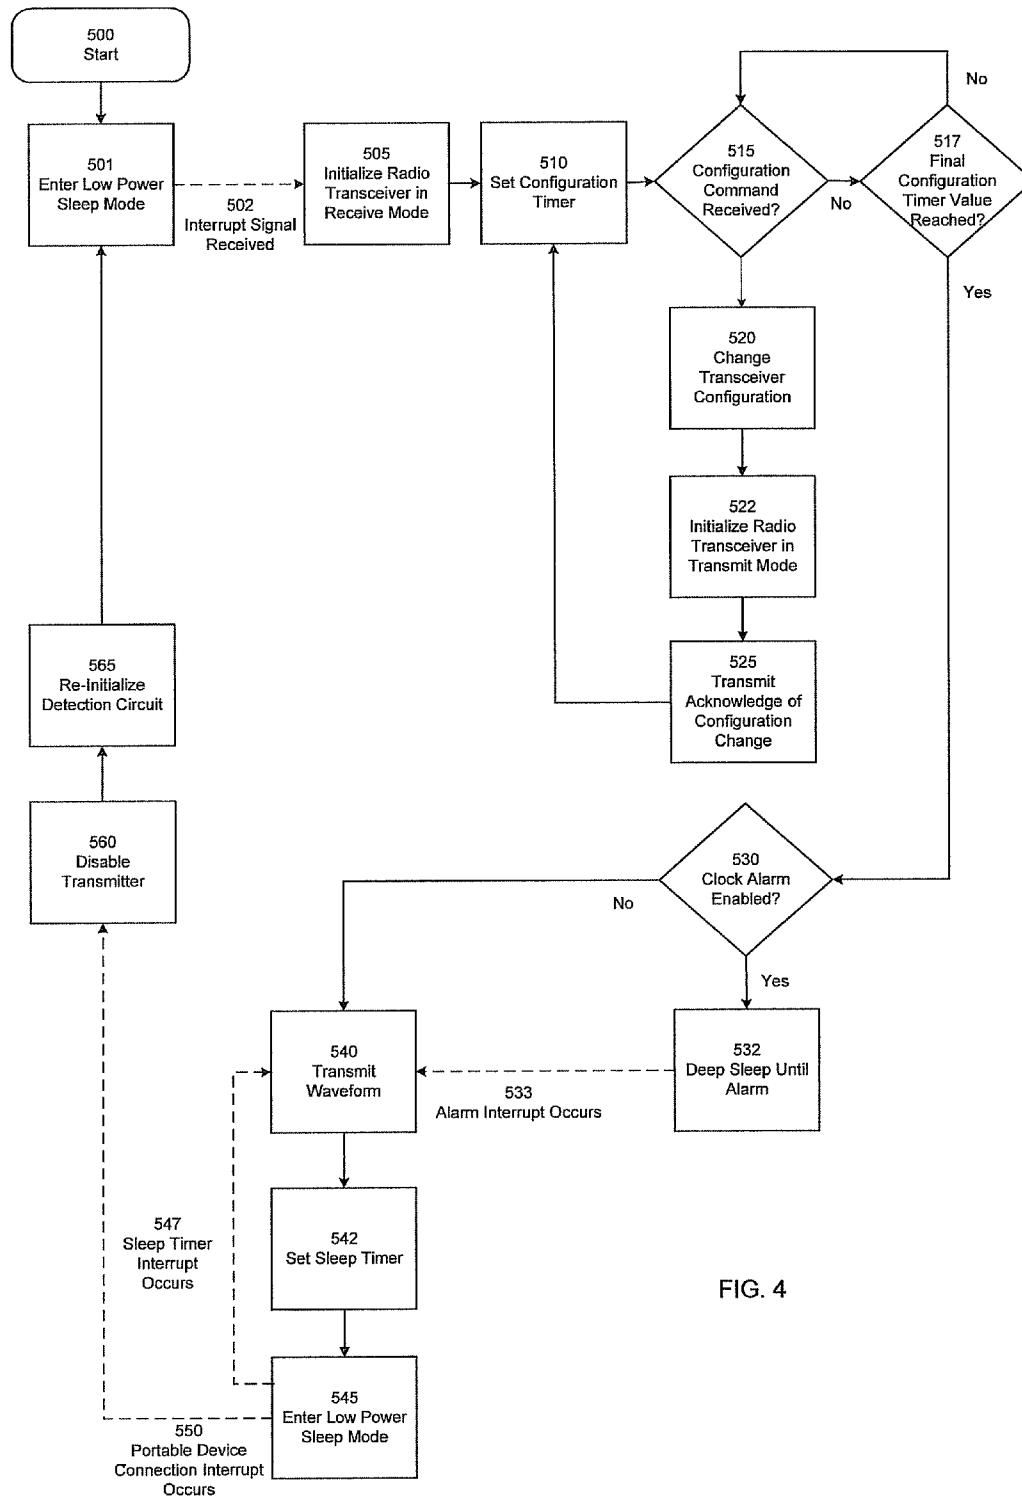 500
Start
501
Enter Low Power
Sleep Mode
502
Interrupt Signal
Received
505
Initialize Radio
Transceiver in
Receive Mode
510
Set Configuration
Timer
515
Configuration
Command
Received?
No
517
Final
Configuration
Timer Value
Reached?
No
Yes
520
Change
Transceiver
Configuration
522
Initialize Radio
Transceiver in
Transmit Mode
525
Transmit
Acknowledge of
Configuration
Change
565
Re-Initialize
Detection Circuit
560
Disable
Transmitter
530
Clock Alarm
Enabled?
No
Yes
532
Deep Sleep Until
Alarm
533
Alarm Interrupt Occurs
540
Transmit
Waveform
542
Set Sleep Timer
547
Sleep Timer
Interrupt
Occurs
545
Enter Low Power
Sleep Mode
550
Portable Device
Connection Interrupt
Occurs
FIG. 4